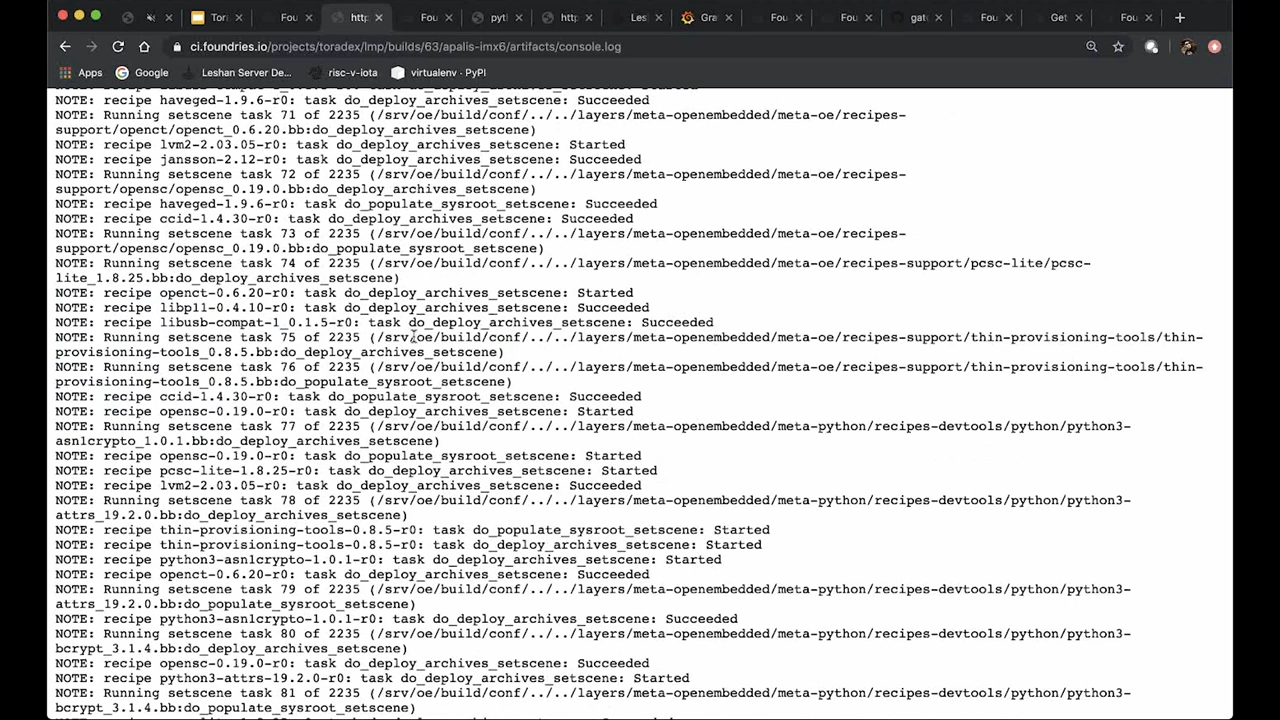 Tor
Fou
http
Fou
pyt
http
Les
Gra
Fou
Fou
gat
Fou
Get
Fou
ci.foundries.io/projects/toradex/lmp/builds/63/apalis-imx6/artifacts/console.log
Apps
Google
Leshan Server De...
risc-v-iota
virtualenv · PyPI
NOTE: recipe haveged-1.9.6-r0: task do_deploy_archives_setscene: Succeeded
NOTE: Running setscene task 71 of 2235 (/srv/oe/build/conf/../../layers/meta-openembedded/meta-oe/recipes-
support/openct/openct_0.6.20.bb:do_deploy_archives_setscene)
NOTE: recipe lvm2-2.03.05-r0: task do_deploy_archives_setscene: Started
NOTE: recipe jansson-2.12-r0: task do_deploy_archives_setscene: Succeeded
NOTE: Running setscene task 72 of 2235 (/srv/oe/build/conf/../../layers/meta-openembedded/meta-oe/recipes-
support/opensc/opensc_0.19.0.bb:do_deploy_archives_setscene)
NOTE: recipe haveged-1.9.6-r0: task do_populate_sysroot_setscene: Succeeded
NOTE: recipe ccid-1.4.30-r0: task do_deploy_archives_setscene: Succeeded
NOTE: Running setscene task 73 of 2235 (/srv/oe/build/conf/../../layers/meta-openembedded/meta-oe/recipes-
support/opensc/opensc_0.19.0.bb:do_populate_sysroot_setscene)
NOTE: Running setscene task 74 of 2235 (/srv/oe/build/conf/../../layers/meta-openembedded/meta-oe/recipes-support/pcsc-lite/pcsc-
lite_1.8.25.bb:do_deploy_archives_setscene)
NOTE: recipe openct-0.6.20-r0: task do_deploy_archives_setscene: Started
NOTE: recipe libp11-0.4.10-r0: task do_deploy_archives_setscene: Succeeded
NOTE: recipe libusb-compat-1_0.1.5-r0: task do_deploy_archives_setscene: Succeeded
NOTE: Running setscene task 75 of 2235 (/srv/oe/build/conf/../../layers/meta-openembedded/meta-oe/recipes-support/thin-provisioning-tools/thin-
provisioning-tools_0.8.5.bb:do_deploy_archives_setscene)
NOTE: Running setscene task 76 of 2235 (/srv/oe/build/conf/../../layers/meta-openembedded/meta-oe/recipes-support/thin-provisioning-tools/thin-
provisioning-tools_0.8.5.bb:do_populate_sysroot_setscene)
NOTE: recipe ccid-1.4.30-r0: task do_populate_sysroot_setscene: Succeeded
NOTE: recipe opensc-0.19.0-r0: task do_deploy_archives_setscene: Started
NOTE: Running setscene task 77 of 2235 (/srv/oe/build/conf/../../layers/meta-openembedded/meta-python/recipes-devtools/python/python3-
asn1crypto_1.0.1.bb:do_deploy_archives_setscene)
NOTE: recipe opensc-0.19.0-r0: task do_populate_sysroot_setscene: Started
NOTE: recipe pcsc-lite-1.8.25-r0: task do_deploy_archives_setscene: Started
NOTE: recipe lvm2-2.03.05-r0: task do_deploy_archives_setscene: Succeeded
NOTE: Running setscene task 78 of 2235 (/srv/oe/build/conf/../../layers/meta-openembedded/meta-python/recipes-devtools/python/python3-
attrs_19.2.0.bb:do_deploy_archives_setscene)
NOTE: recipe thin-provisioning-tools-0.8.5-r0: task do_populate_sysroot_setscene: Started
NOTE: recipe thin-provisioning-tools-0.8.5-r0: task do_deploy_archives_setscene: Started
NOTE: recipe python3-asn1crypto-1.0.1-r0: task do_deploy_archives_setscene: Started
NOTE: recipe openct-0.6.20-r0: task do_deploy_archives_setscene: Succeeded
NOTE: Running setscene task 79 of 2235 (/srv/oe/build/conf/../../layers/meta-openembedded/meta-python/recipes-devtools/python/python3-
attrs_19.2.0.bb:do_populate_sysroot_setscene)
NOTE: recipe python3-asn1crypto-1.0.1-r0: task do_deploy_archives_setscene: Succeeded
NOTE: Running setscene task 80 of 2235 (/srv/oe/build/conf/../../layers/meta-openembedded/meta-python/recipes-devtools/python/python3-
bcrypt_3.1.4.bb:do_deploy_archives_setscene)
NOTE: recipe opensc-0.19.0-r0: task do_deploy_archives_setscene: Succeeded
NOTE: recipe python3-attrs-19.2.0-r0: task do_deploy_archives_setscene: Started
NOTE: Running setscene task 81 of 2235 (/srv/oe/build/conf/../../layers/meta-openembedded/meta-python/recipes-devtools/python/python3-
bcrypt_3.1.4.bb:do_populate_sysroot_setscene)